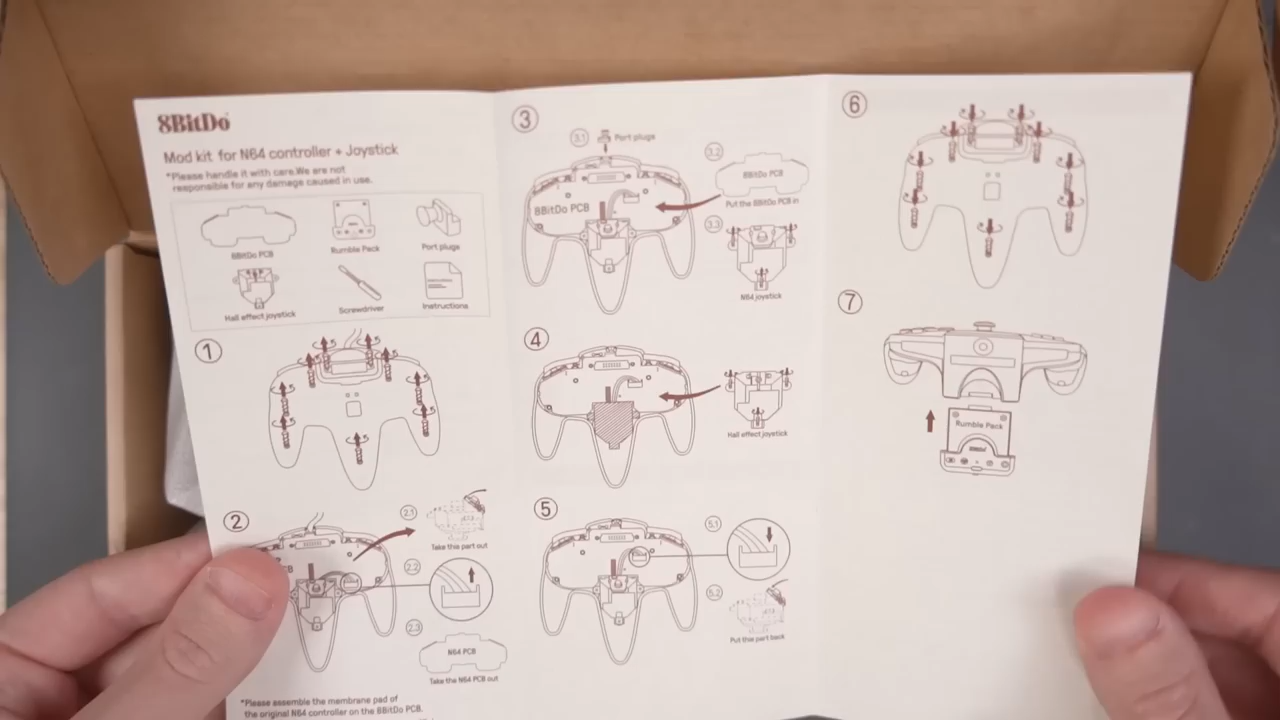 8BitDo
Mod kit for N64 controller + Joystick
*Please handle it with care.We are not
responsible for any damage caused in use.
8BitDo PCB
Rumble Pack
Port plugs
Hall effect joystick
Screwdriver
Instructions
1
2
2.1
Take this part out
2.2
2.3
N64 PCB
Take the N64 PCB out
*Please assemble the membrane pad of
the original N64 controller on the 8BitDo PCB.
3
3.1
Port plugs
3.2
8BitDo PCB
Put the 8BitDo PCB in
8BitDo PCB
3.3
N64 joystick
4
Hall effect joystick
5
5.1
5.2
Put this part back
6
7
Rumble Pack
8BitDo